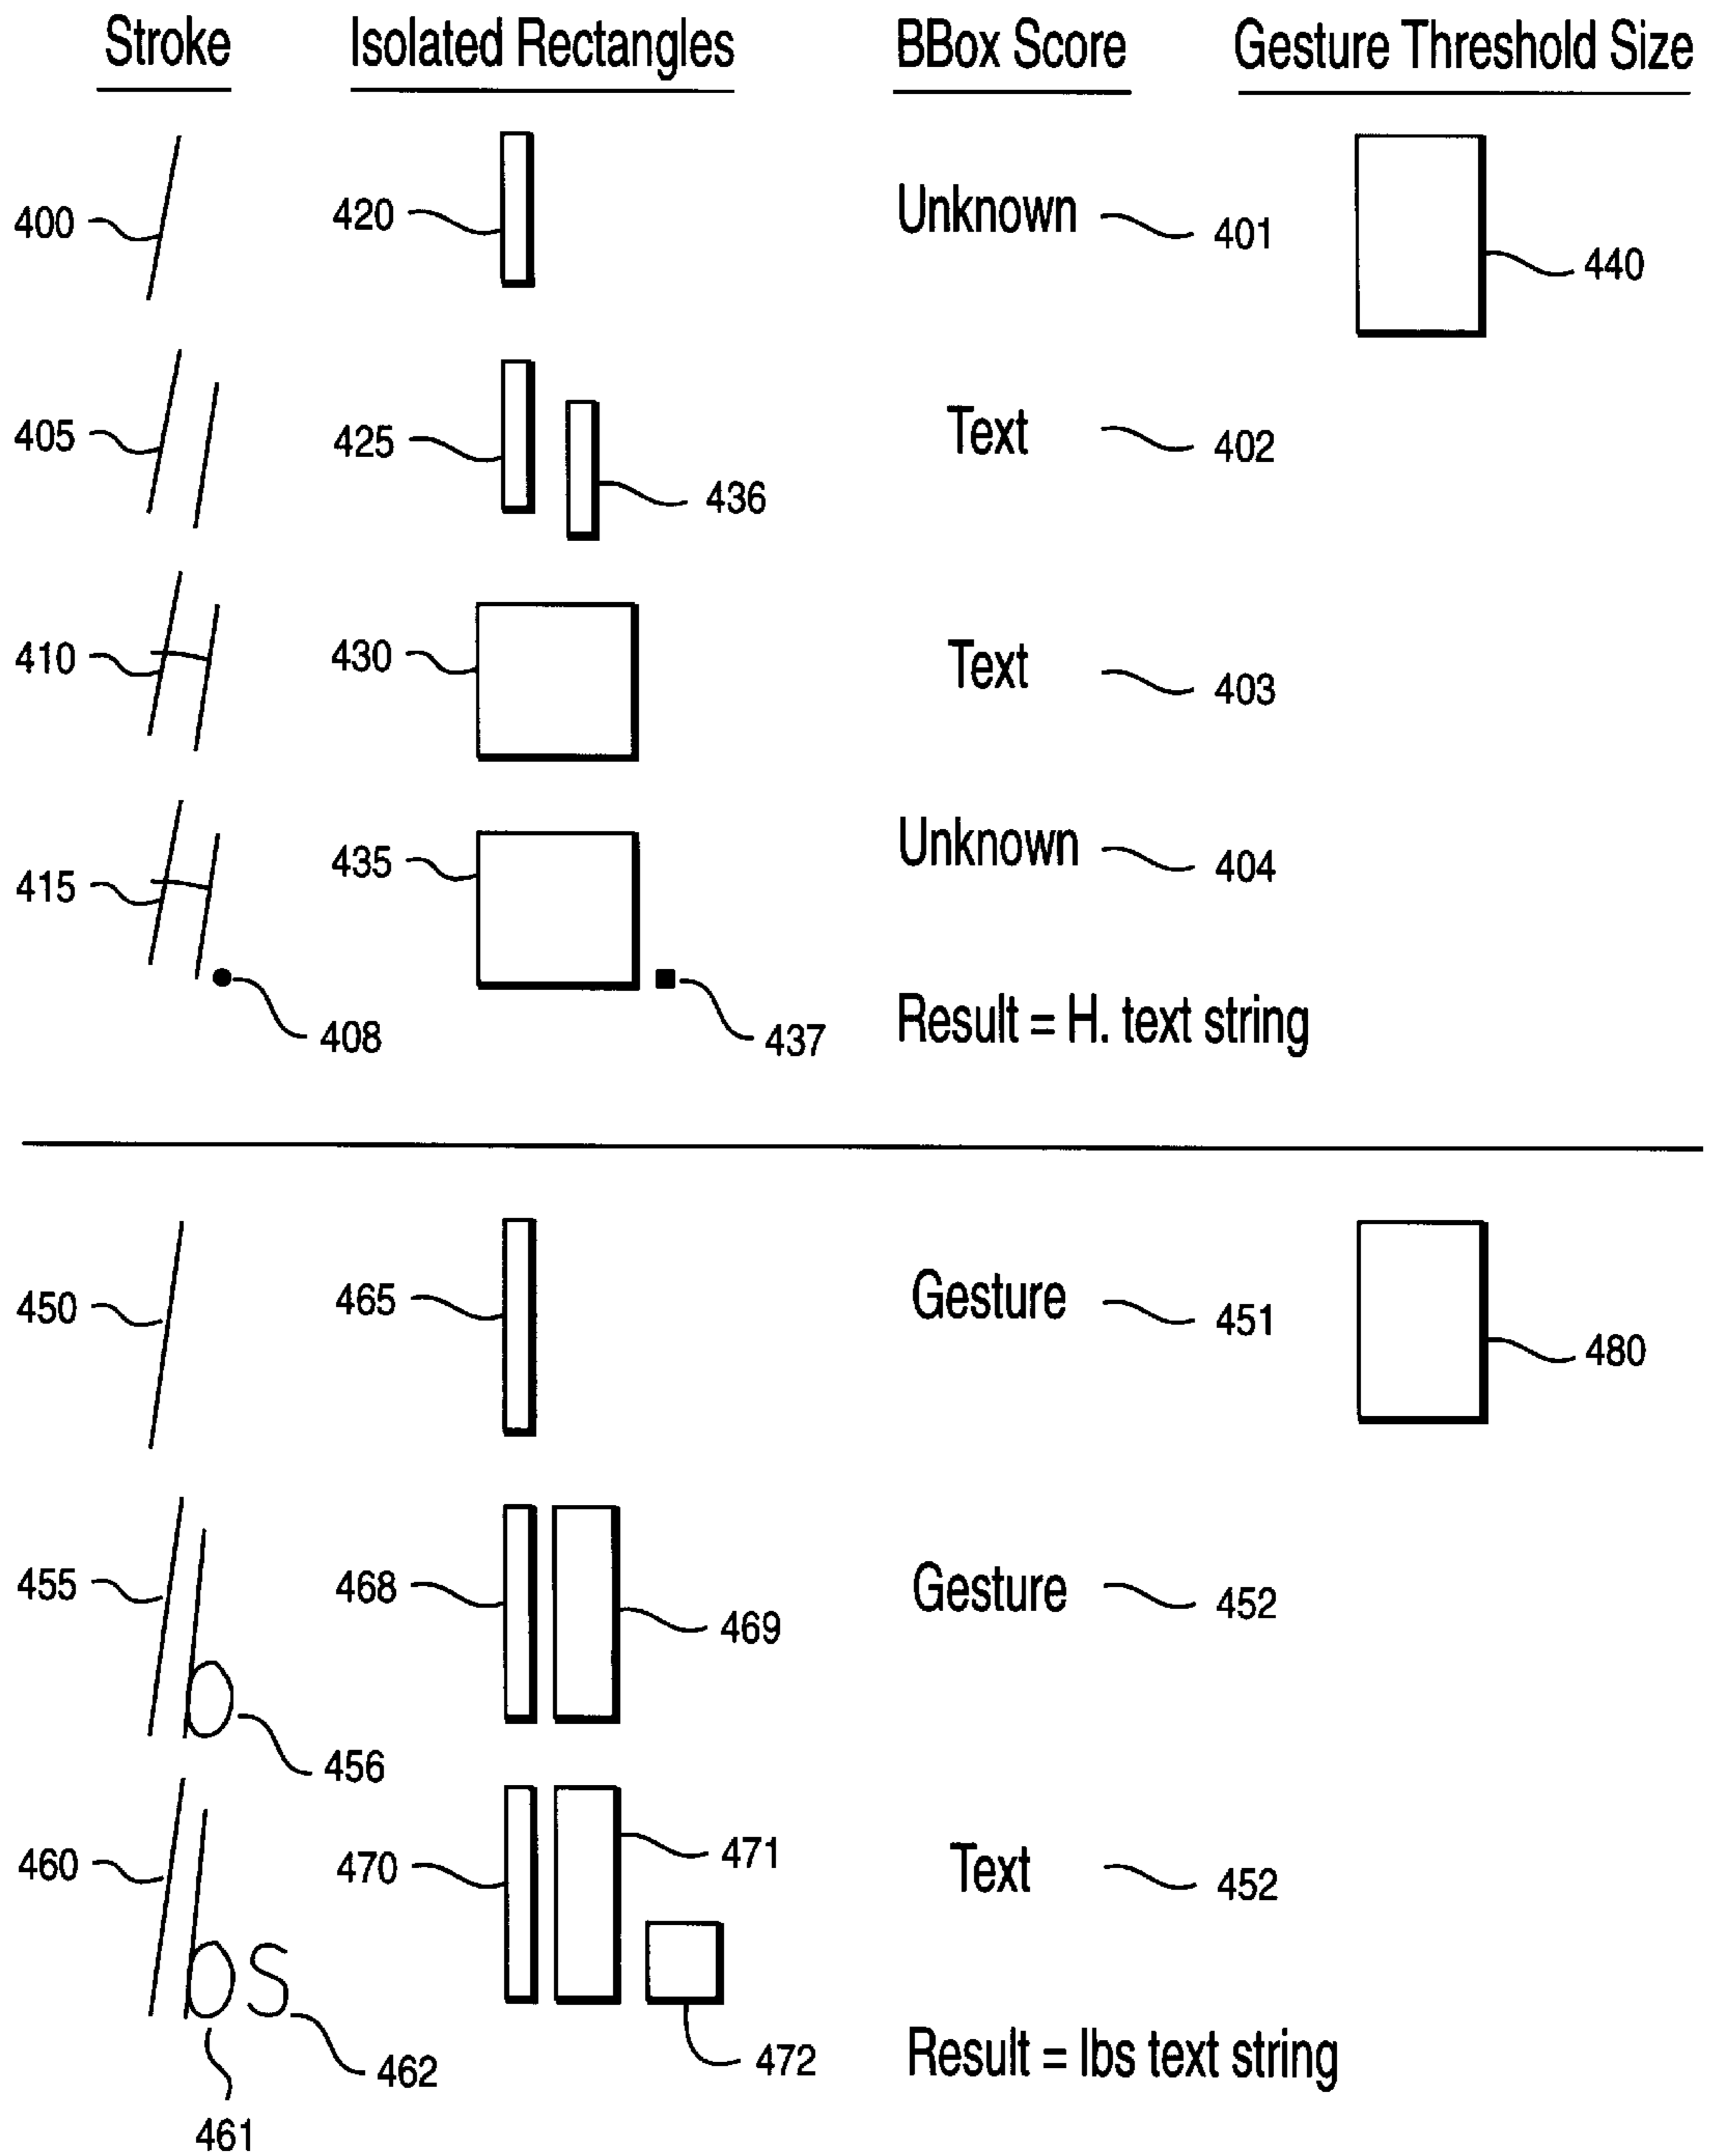 Stroke Isolated Rectangles BBox Score Gesture Threshold Size
400 420 Unknown 401 440
405 425 436 Text 402
410 430 Text 403
415 435 Unknown 404
408 437 Result = H. text string
450 465 Gesture 451 480
455 468 469 Gesture 452
456
460 470 471 Text 452
S
461 462 472 Result = lbs text string